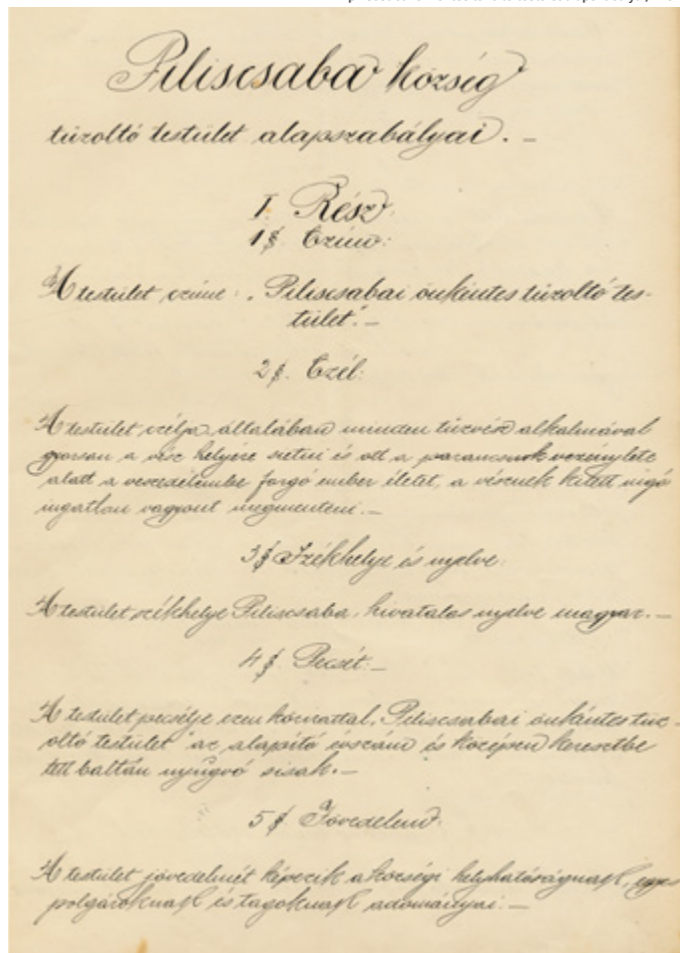 Piliscsaba község
tűzoltó testület alapszabályai. —
I. Rész.
1 §. Czím:
A testület czíme: „Piliscsabai önkéntes tűzoltó tes-
tület". —
2 §. Czél:
A testület czélja általában minden tűzvész alkalmával
gyorsan a vész helyére sietni és ott a parancsnok vezénylete
alatt a veszedelembe forgó ember életet, a vésznek kitett ingó
ingatlan vagyont megmenteni. —
3 § Székhelye és nyelve:
A testület székhelye Piliscsaba, hivatalos nyelve magyar. —
4 § Pecsét: —
A testület pecsétje ezen körirattal, Piliscsabai önkéntes tűz-
oltó testület" az alapító évszám és középen keresztbe
tett baltán nyugvó sisak. —
5 § Jövedelem:
A testület jövedelmét képezik a községi helyhatóságnak, egyes
polgároknak és tagoknak adományai: —